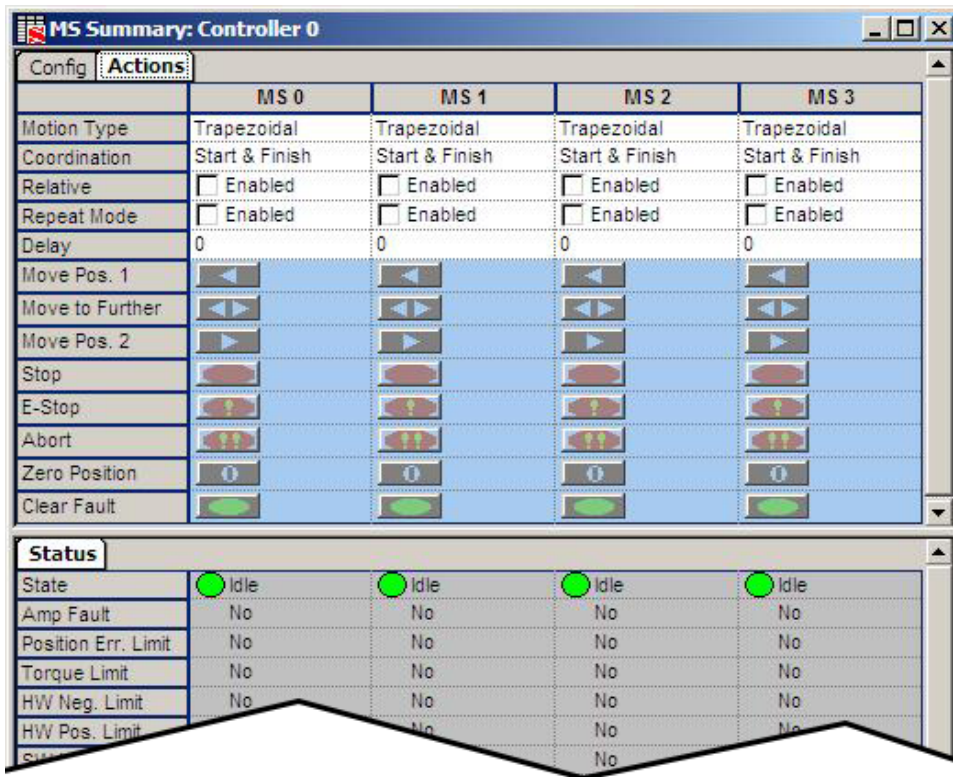 MS Summary: Controller 0
Config Actions
MS 0 MS 1 MS 2 MS 3
Motion Type Trapezoidal Trapezoidal Trapezoidal Trapezoidal
Coordination Start & Finish Start & Finish Start & Finish Start & Finish
Relative Enabled Enabled Enabled Enabled
Repeat Mode Enabled Enabled Enabled Enabled
Delay 0 0 0 0
Move Pos. 1
Move to Further
Move Pos. 2
Stop
E-Stop ! ! ! !
Abort !! !! !! !!
Zero Position 0 0 0 0
Clear Fault
Status
State Idle Idle Idle Idle
Amp Fault No No No No
Position Err. Limit No No No No
Torque Limit No No No No
HW Neg. Limit No No No No
HW Pos. Limit No No No
No